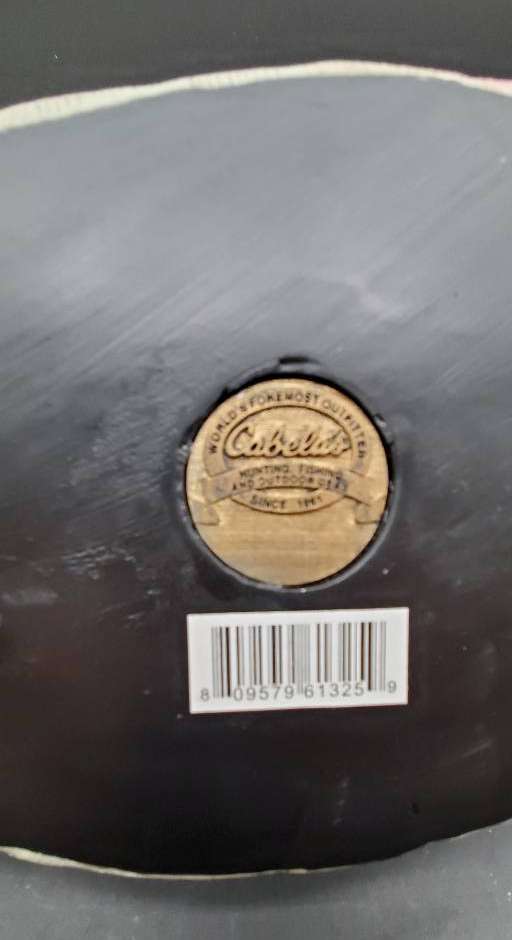 WORLD'S FOREMOST OUTFITTER
Cabela's
HUNTING, FISHING
AND OUTDOOR GEAR
SINCE 1961
8 09579 61325 9